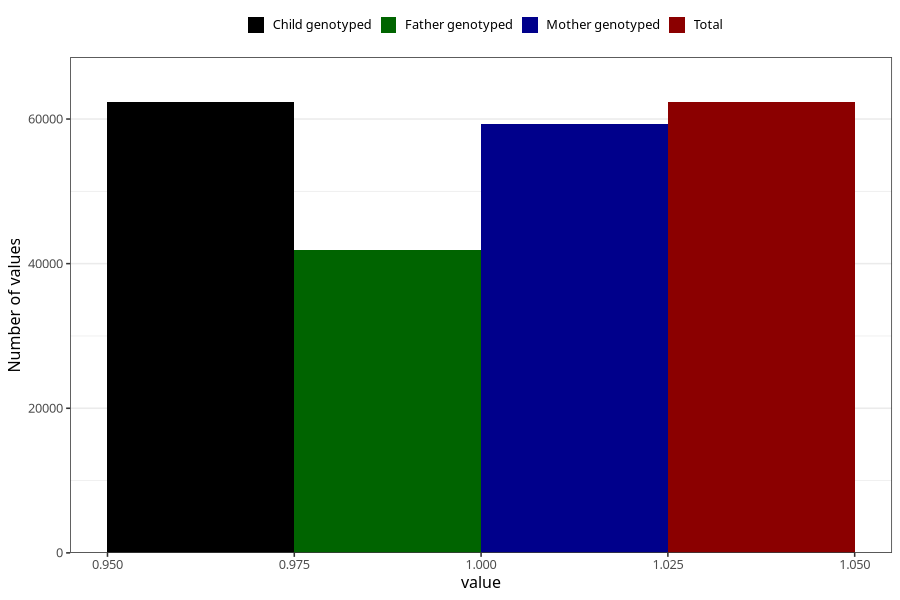 Child genotyped Father genotyped Mother genotyped Total
Number of values
60000
40000
20000
0
0.950 0.975 1.000 1.025 1.050
value